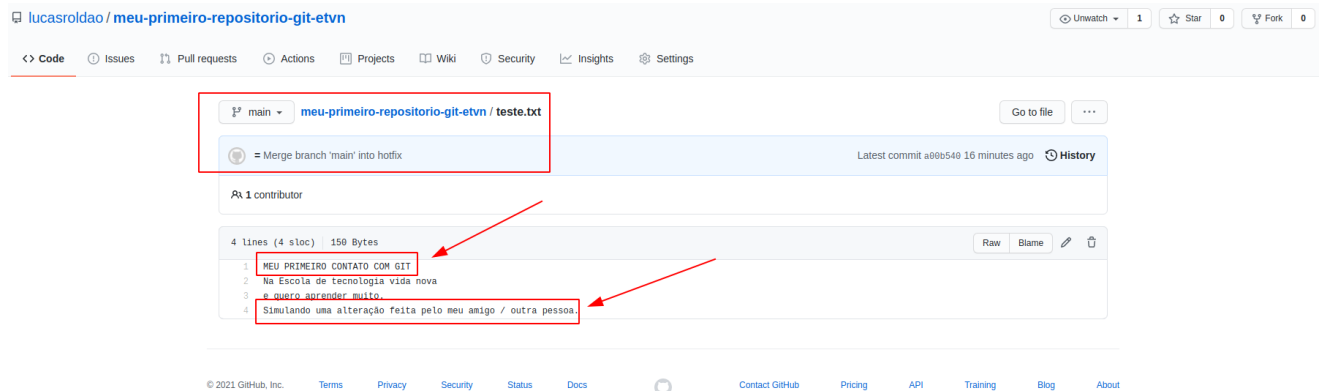 lucasroldao / meu-primeiro-repositorio-git-etvn
Unwatch 1 Star 0 Fork 0
Code Issues Pull requests Actions Projects Wiki Security Insights Settings
main meu-primeiro-repositorio-git-etvn / teste.txt Go to file ...
= Merge branch 'main' into hotfix Latest commit a00b540 16 minutes ago History
1 contributor
4 lines (4 sloc) 150 Bytes Raw Blame
1 MEU PRIMEIRO CONTATO COM GIT
2 Na Escola de tecnologia vida nova
3 e quero aprender muito.
4 Simulando uma alteração feita pelo meu amigo / outra pessoa.
© 2021 GitHub, Inc. Terms Privacy Security Status Docs Contact GitHub Pricing API Training Blog About